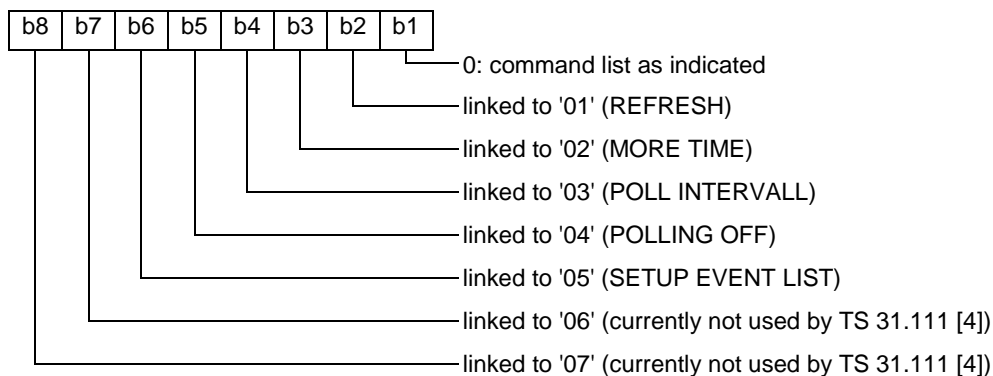 b8 b7 b6 b5 b4 b3 b2 b1
0: command list as indicated
linked to '01' (REFRESH)
linked to '02' (MORE TIME)
linked to '03' (POLL INTERVALL)
linked to '04' (POLLING OFF)
linked to '05' (SETUP EVENT LIST)
linked to '06' (currently not used by TS 31.111 [4])
linked to '07' (currently not used by TS 31.111 [4])